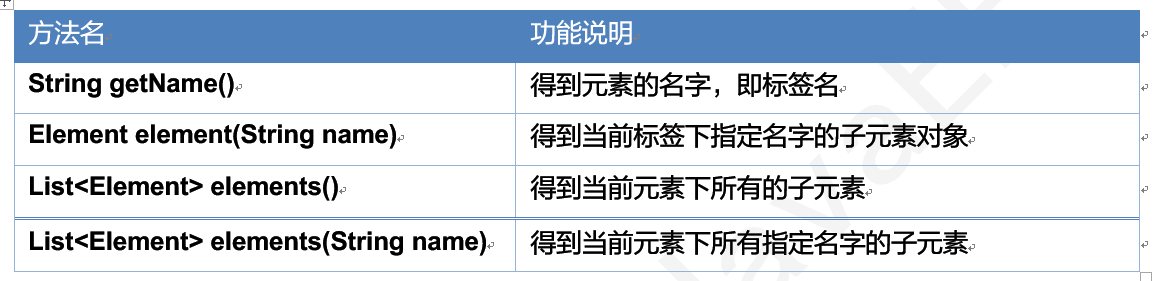 方法名 功能说明
String getName() 得到元素的名字，即标签名
Element element(String name) 得到当前标签下指定名字的子元素对象
List<Element> elements() 得到当前元素下所有的子元素
List<Element> elements(String name) 得到当前元素下所有指定名字的子元素